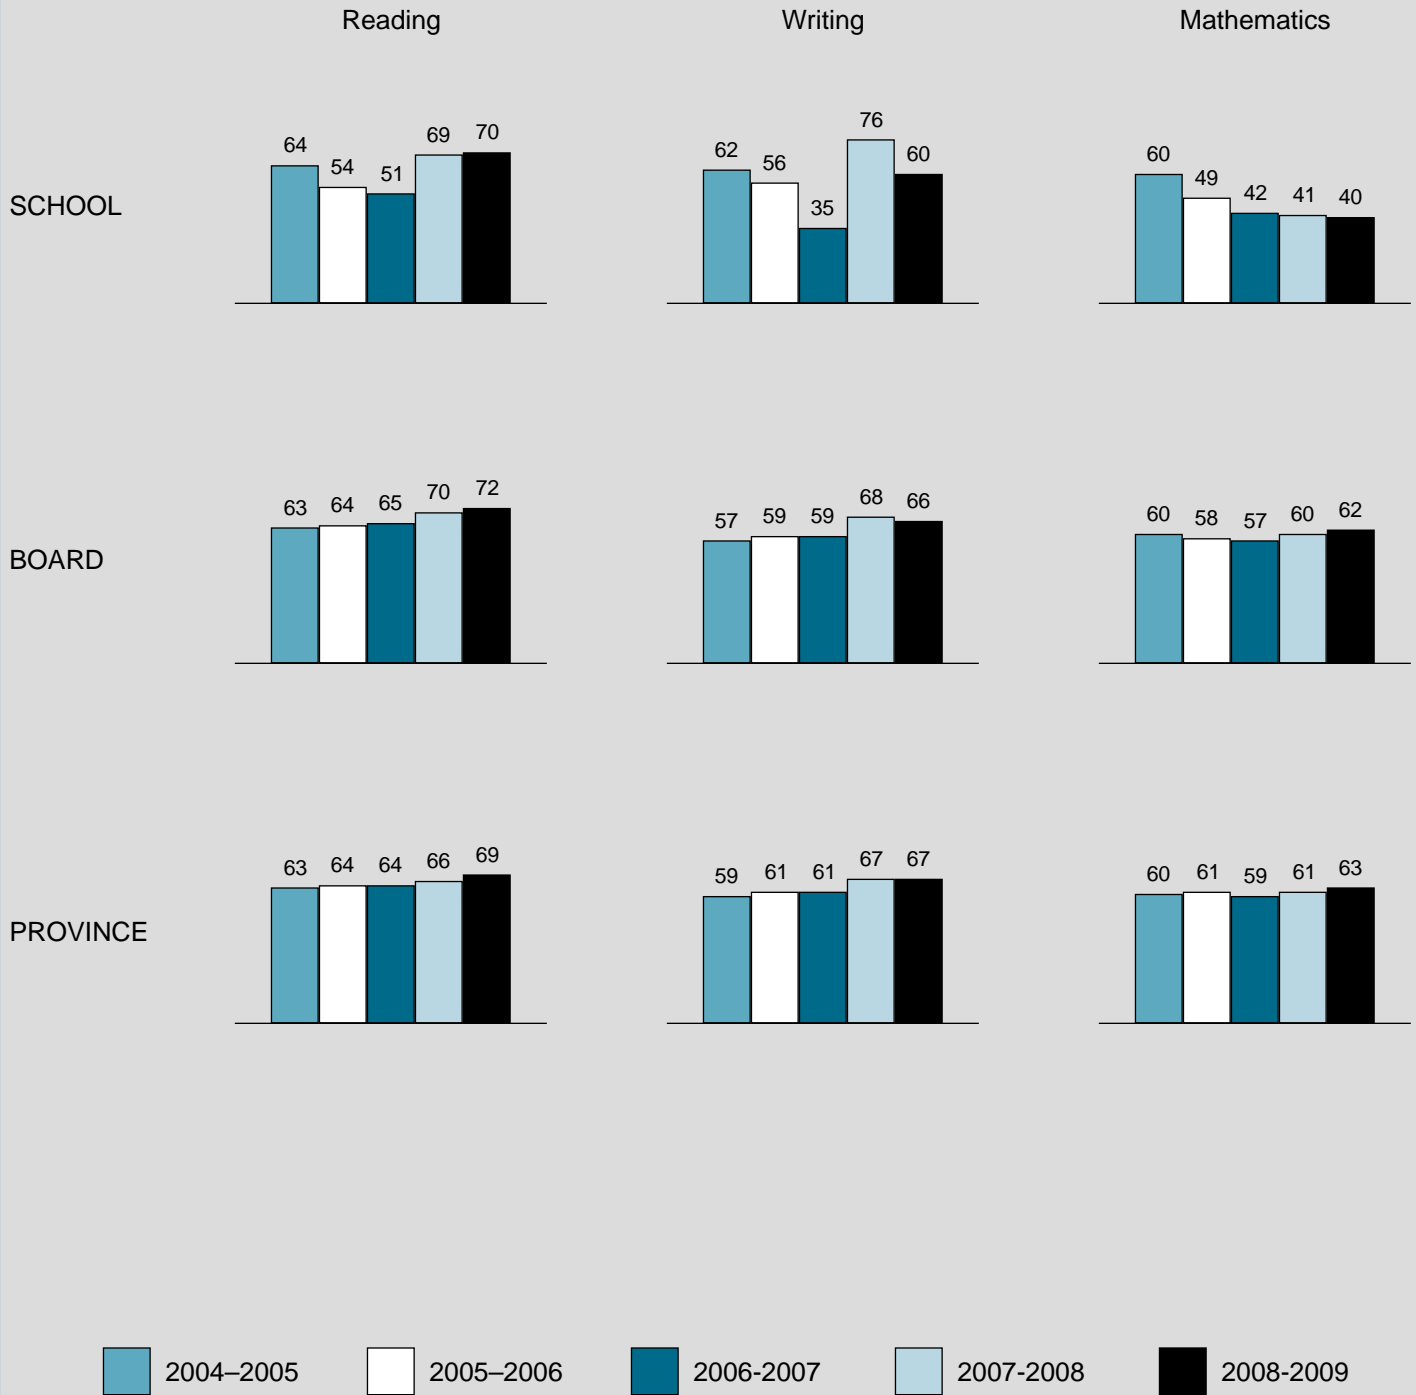 Reading Writing Mathematics
SCHOOL
64 54 51 69 70
62 56 35 76 60
60 49 42 41 40
BOARD
63 64 65 70 72
57 59 59 68 66
60 58 57 60 62
PROVINCE
63 64 64 66 69
59 61 61 67 67
60 61 59 61 63
2004–2005 2005–2006 2006-2007 2007-2008 2008-2009